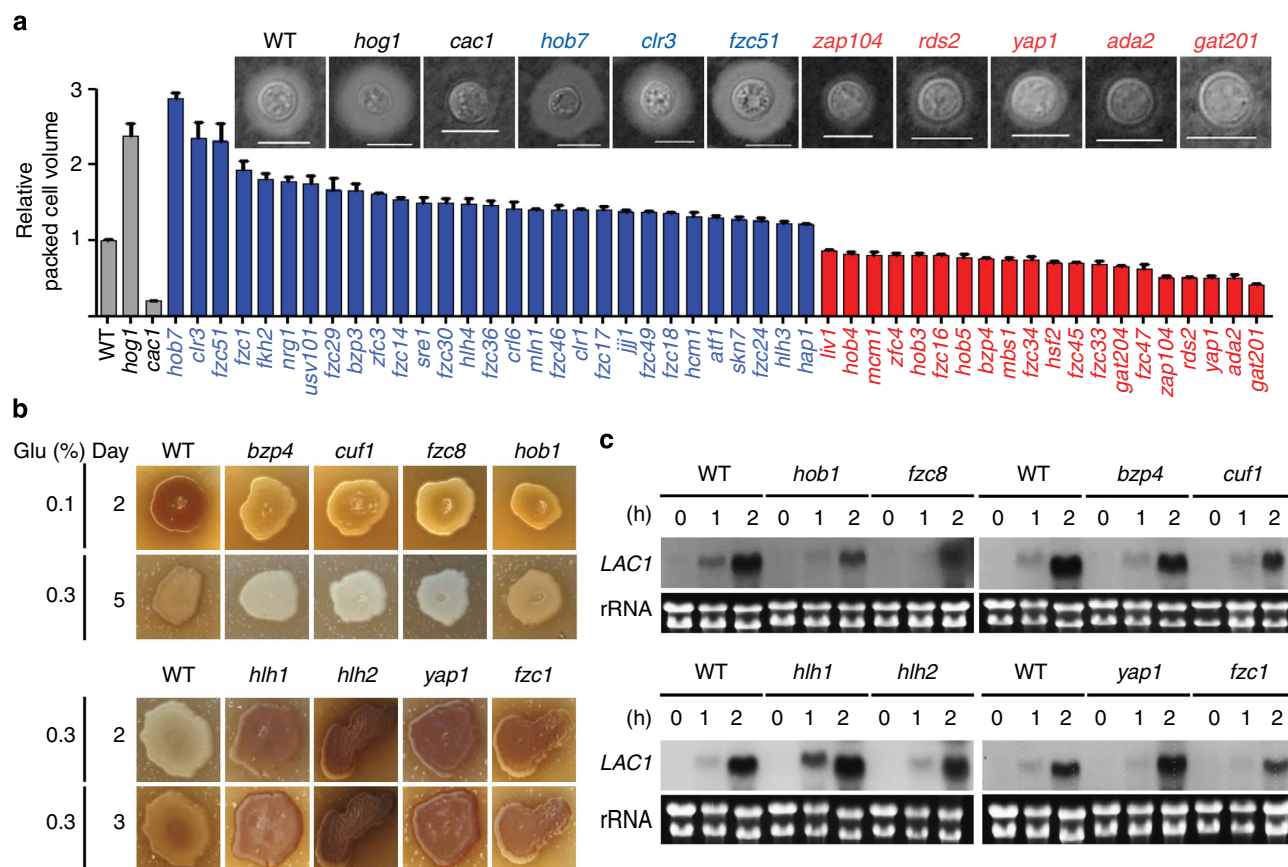 a
WT hog1 cac1 hob7 clr3 fzc51 zap104 rds2 yap1 ada2 gat201
Relative packed cell volume
3
2
1
WT hog1 cac1 hob7 clr3 fzc51 fzc1 fkh2 nrg1 usv101 fzc29 bzp3 zfc3 fzc14 sre1 fzc30 hlh4 fzc36 crl6 mln1 fzc46 clr1 fzc17 jjj1 fzc49 fzc18 hcm1 atf1 skn7 fzc24 hlh3 hap1 liv1 hob4 mcm1 zfc4 hob3 fzc16 hob5 bzp4 mbs1 fzc34 hsf2 fzc45 fzc33 gat204 fzc47 zap104 rds2 yap1 ada2 gat201
b
Glu (%) Day WT bzp4 cuf1 fzc8 hob1
0.1 2
0.3 5
WT hlh1 hlh2 yap1 fzc1
0.3 2
0.3 3
c
WT hob1 fzc8 WT bzp4 cuf1
(h) 0 1 2 0 1 2 0 1 2 0 1 2 0 1 2 0 1 2
LAC1
rRNA
WT hlh1 hlh2 WT yap1 fzc1
(h) 0 1 2 0 1 2 0 1 2 0 1 2 0 1 2 0 1 2
LAC1
rRNA